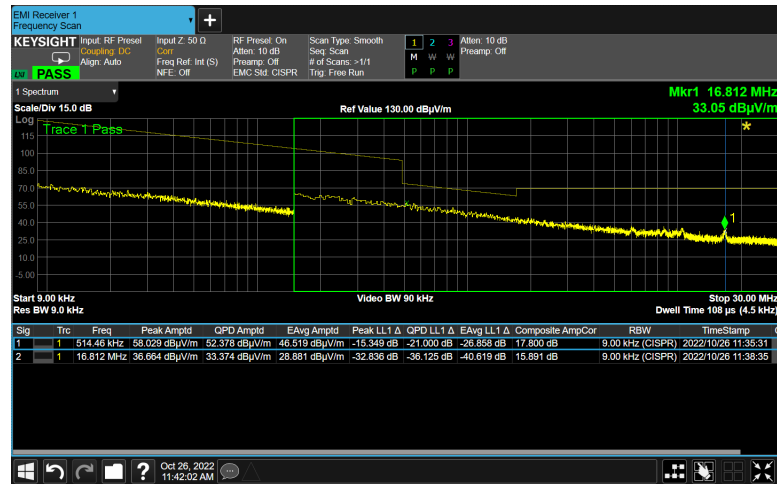 EMI Receiver 1
Frequency Scan
+
KEYSIGHT Input: RF Presel Input Z: 50 Ω RF Presel: On Scan Type: Smooth 1 2 3 Atten: 10 dB
Coupling: DC Corr Atten: 10 dB Seq: Scan M W W Preamp: Off
Align: Auto Freq Ref: Int (S) Preamp: Off # of Scans: >1/1 P P P
LXI PASS NFE: Off EMC Std: CISPR Trig: Free Run
1 Spectrum Mkr1 16.812 MHz
Scale/Div 15.0 dB Ref Value 130.00 dBµV/m 33.05 dBµV/m
Log
Trace 1 Pass
115
100
85.0
70.0
55.0
40.0
25.0
10.0
-5.00
1
Start 9.00 kHz Video BW 90 kHz Stop 30.00 MHz
Res BW 9.0 kHz Dwell Time 108 µs (4.5 kHz)
Sig Trc Freq Peak Amptd QPD Amptd EAvg Amptd Peak LL1 Δ QPD LL1 Δ EAvg LL1 Δ Composite AmpCor RBW TimeStamp
1 1 514.46 kHz 58.029 dBµV/m 52.378 dBµV/m 46.519 dBµV/m -15.349 dB -21.000 dB -26.858 dB 17.800 dB 9.00 kHz (CISPR) 2022/10/26 11:35:31
2 1 16.812 MHz 36.664 dBµV/m 33.374 dBµV/m 28.881 dBµV/m -32.836 dB -36.125 dB -40.619 dB 15.891 dB 9.00 kHz (CISPR) 2022/10/26 11:38:35
? Oct 26, 2022
11:42:02 AM